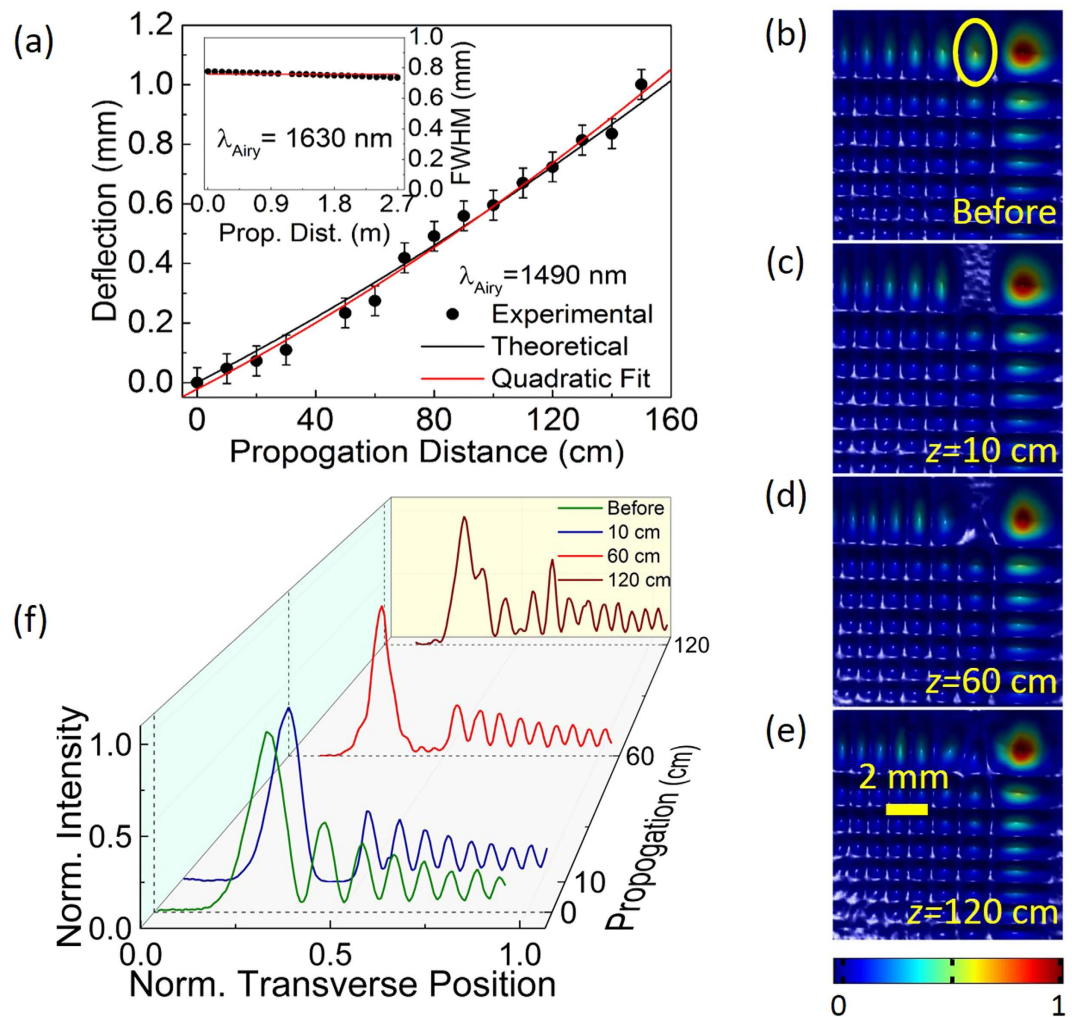 (a)
Deflection (mm)
1.2
1.0
0.8
0.6
0.4
0.2
0.0
0
40
80
120
160
Propogation Distance (cm)
λAiry= 1630 nm
FWHM (mm)
1.0
0.8
0.6
0.4
0.2
0.0
0.0
0.9
1.8
2.7
Prop. Dist. (m)
λAiry=1490 nm
Experimental
Theoretical
Quadratic Fit
(b)
Before
(c)
z=10 cm
(d)
z=60 cm
(e)
2 mm
z=120 cm
0
1
(f)
Before
10 cm
60 cm
120 cm
Norm. Intensity
1.0
0.5
0.0
0.0
0.5
1.0
Norm. Transverse Position
0
10
60
120
Propogation (cm)